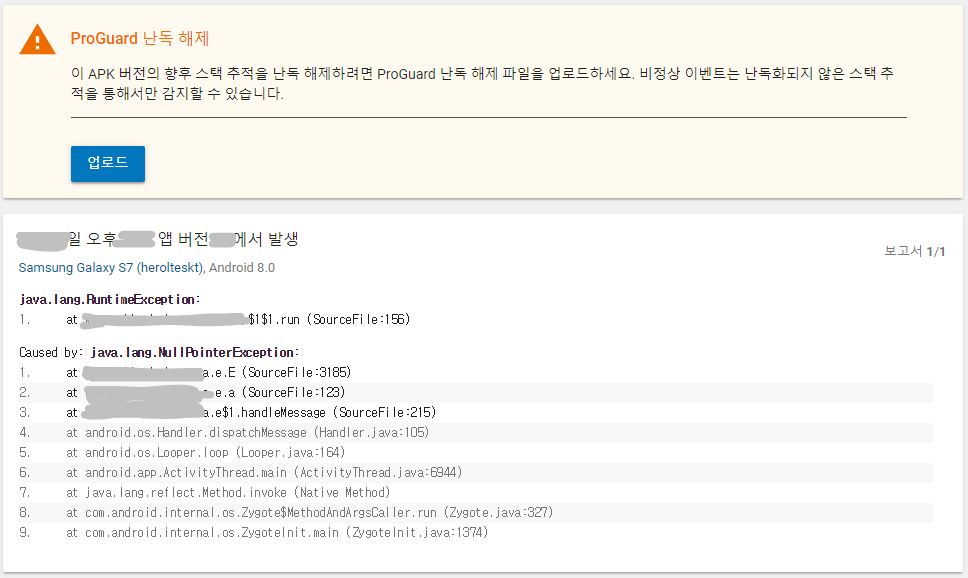 ProGuard 난독 해제
이 APK 버전의 향후 스택 추적을 난독 해제하려면 ProGuard 난독 해제 파일을 업로드하세요. 비정상 이벤트는 난독화되지 않은 스택 추
적을 통해서만 감지할 수 있습니다.
업로드
일 오후 앱 버전 에서 발생
보고서 1/1
Samsung Galaxy S7 (herolteskt), Android 8.0
java.lang.RuntimeException:
1. at $1$1.run (SourceFile:156)
Caused by: java.lang.NullPointerException:
1. at a.e.E (SourceFile:3185)
2. at .e.a (SourceFile:123)
3. at a.e$1.handleMessage (SourceFile:215)
4. at android.os.Handler.dispatchMessage (Handler.java:105)
5. at android.os.Looper.loop (Looper.java:164)
6. at android.app.ActivityThread.main (ActivityThread.java:6944)
7. at java.lang.reflect.Method.invoke (Native Method)
8. at com.android.internal.os.Zygote$MethodAndArgsCaller.run (Zygote.java:327)
9. at com.android.internal.os.ZygoteInit.main (ZygoteInit.java:1374)